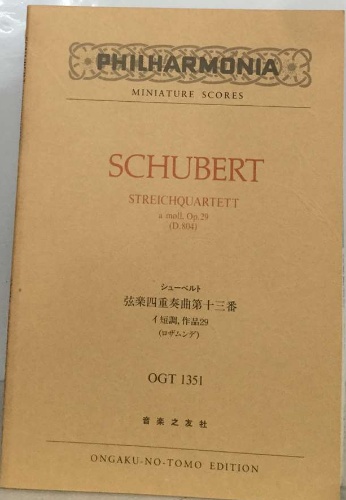 PHILHARMONIA
MINIATURE SCORES
SCHUBERT
STREICHQUARTETT
a moll, Op.29
(D.804)
シューベルト
弦楽四重奏曲第十三番
イ短調,作品29
(ロザムンデ)
OGT 1351
音楽之友社
ONGAKU-NO-TOMO EDITION